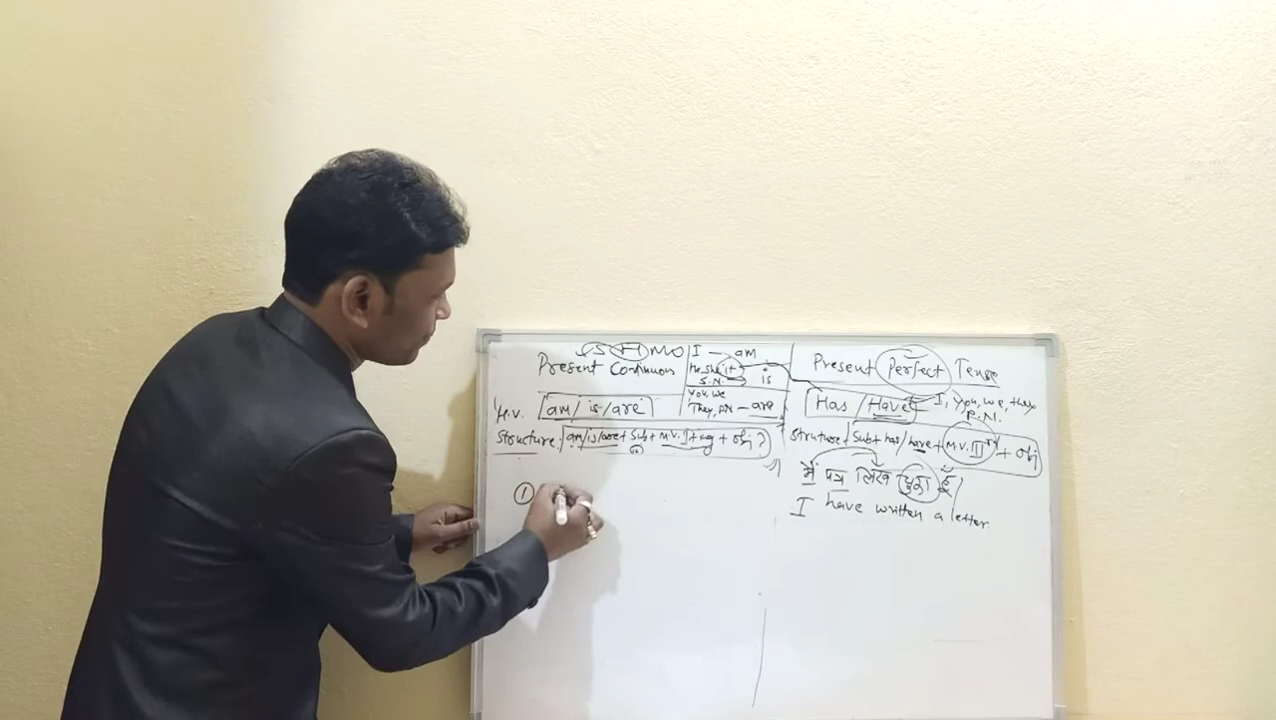 I — am
Present Continuous
he, she, it
S.N. is
You, we
They, PN — are
H.V. am/is/are
Structure: am/is/are + Sub + M.V. I + ing + obj ?
①
Present Perfect Tense
Has / Have I, you, we, they
P.N.
Structure Sub + has/have + M.V. III + obj
मैं पत्र लिख चुका हूँ
I have written a letter.